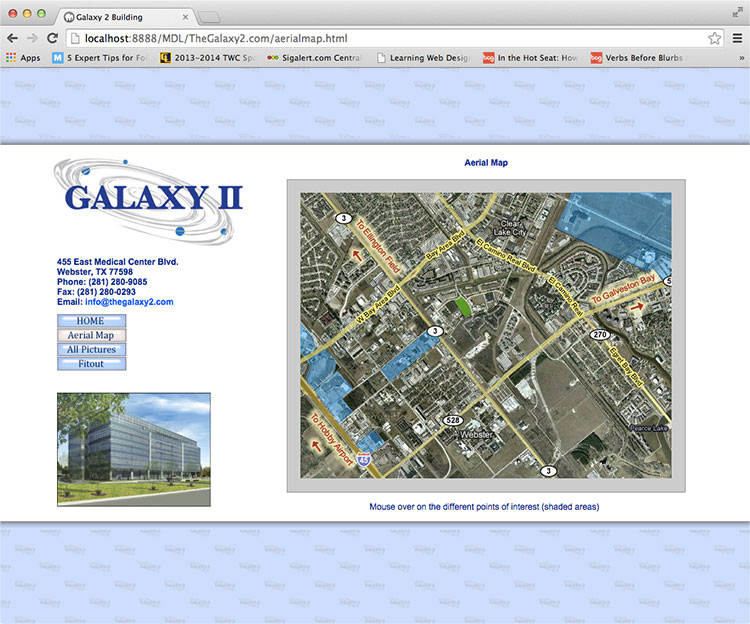 Galaxy 2 Building
localhost:8888/MDL/TheGalaxy2.com/aerialmap.html
Apps
5 Expert Tips for Fol
2013-2014 TWC Spo
Sigalert.com Central
Learning Web Desig
In the Hot Seat: How
Verbs Before Blurbs
»
GALAXY II
455 East Medical Center Blvd.
Webster, TX 77598
Phone: (281) 280-9085
Fax: (281) 280-0293
Email: info@thegalaxy2.com
HOME
Aerial Map
All Pictures
Fitout
Aerial Map
3
To Ellington Field
Bay Area Blvd
W Bay Area Blvd
Clear
Lake City
El Camino Real Blvd
El Camino Real
To Galveston Bay
5
3
270
Egret Bay Blvd
Pearce Lake
528
Webster
To Hobby Airport
45
3
Mouse over on the different points of interest (shaded areas)